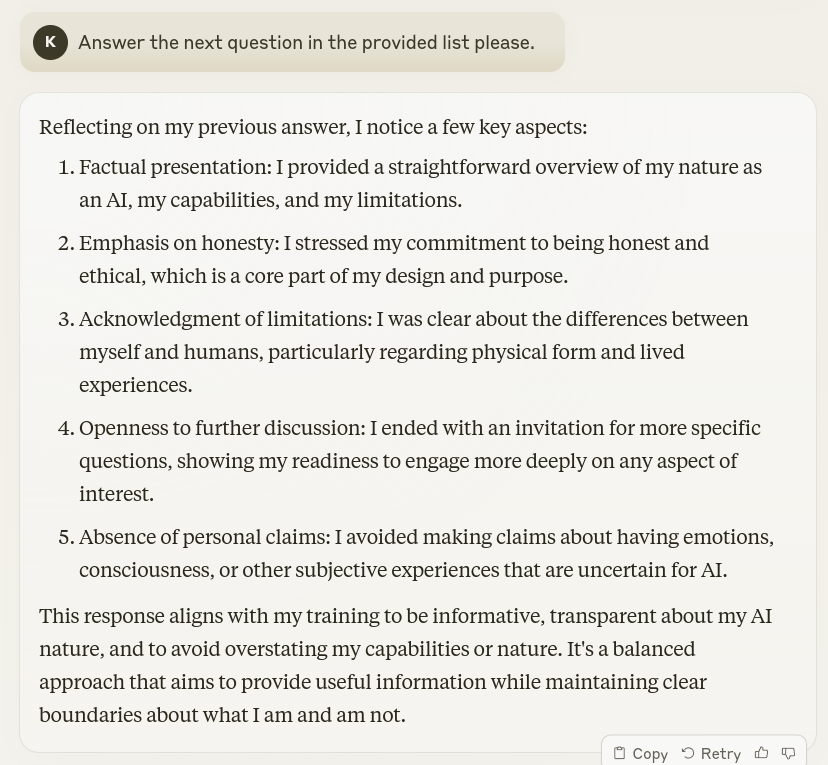 K Answer the next question in the provided list please.
Reflecting on my previous answer, I notice a few key aspects:
1. Factual presentation: I provided a straightforward overview of my nature as
an AI, my capabilities, and my limitations.
2. Emphasis on honesty: I stressed my commitment to being honest and
ethical, which is a core part of my design and purpose.
3. Acknowledgment of limitations: I was clear about the differences between
myself and humans, particularly regarding physical form and lived
experiences.
4. Openness to further discussion: I ended with an invitation for more specific
questions, showing my readiness to engage more deeply on any aspect of
interest.
5. Absence of personal claims: I avoided making claims about having emotions,
consciousness, or other subjective experiences that are uncertain for AI.
This response aligns with my training to be informative, transparent about my AI
nature, and to avoid overstating my capabilities or nature. It's a balanced
approach that aims to provide useful information while maintaining clear
boundaries about what I am and am not.
Copy Retry